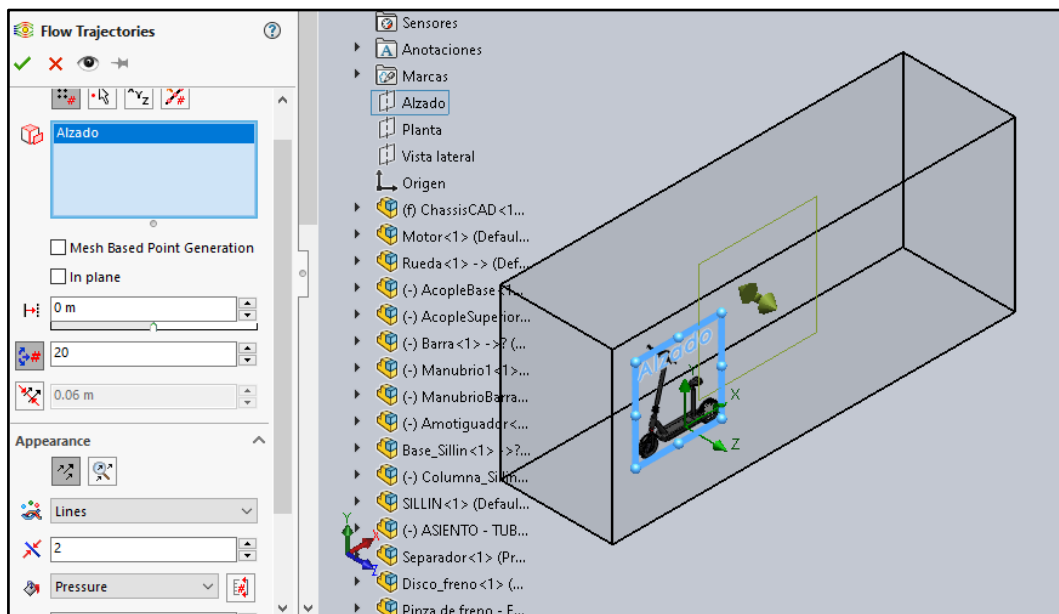 Flow Trajectories
Alzado
Mesh Based Point Generation
In plane
0 m
20
0.06 m
Appearance
Lines
2
Pressure
Sensores
Anotaciones
Marcas
Alzado
Planta
Vista lateral
Origen
(f) ChassisCAD<1...
Motor<1> (Defaul...
Rueda<1> -> (Def...
(-) AcopleBase<1...
(-) AcopleSuperior...
(-) Barra<1> ->? (...
(-) Manubrio1<1>...
(-) ManubrioBarra...
(-) Amotiguador<...
Base_Sillin<1> ->?...
(-) Columna_Sillin...
SILLIN<1> (Defaul...
(-) ASIENTO - TUB...
Separador<1> (Pr...
Disco_freno<1> (...
Pinza de freno - F...
Alzado
Y
X
Z
Y
X
Z